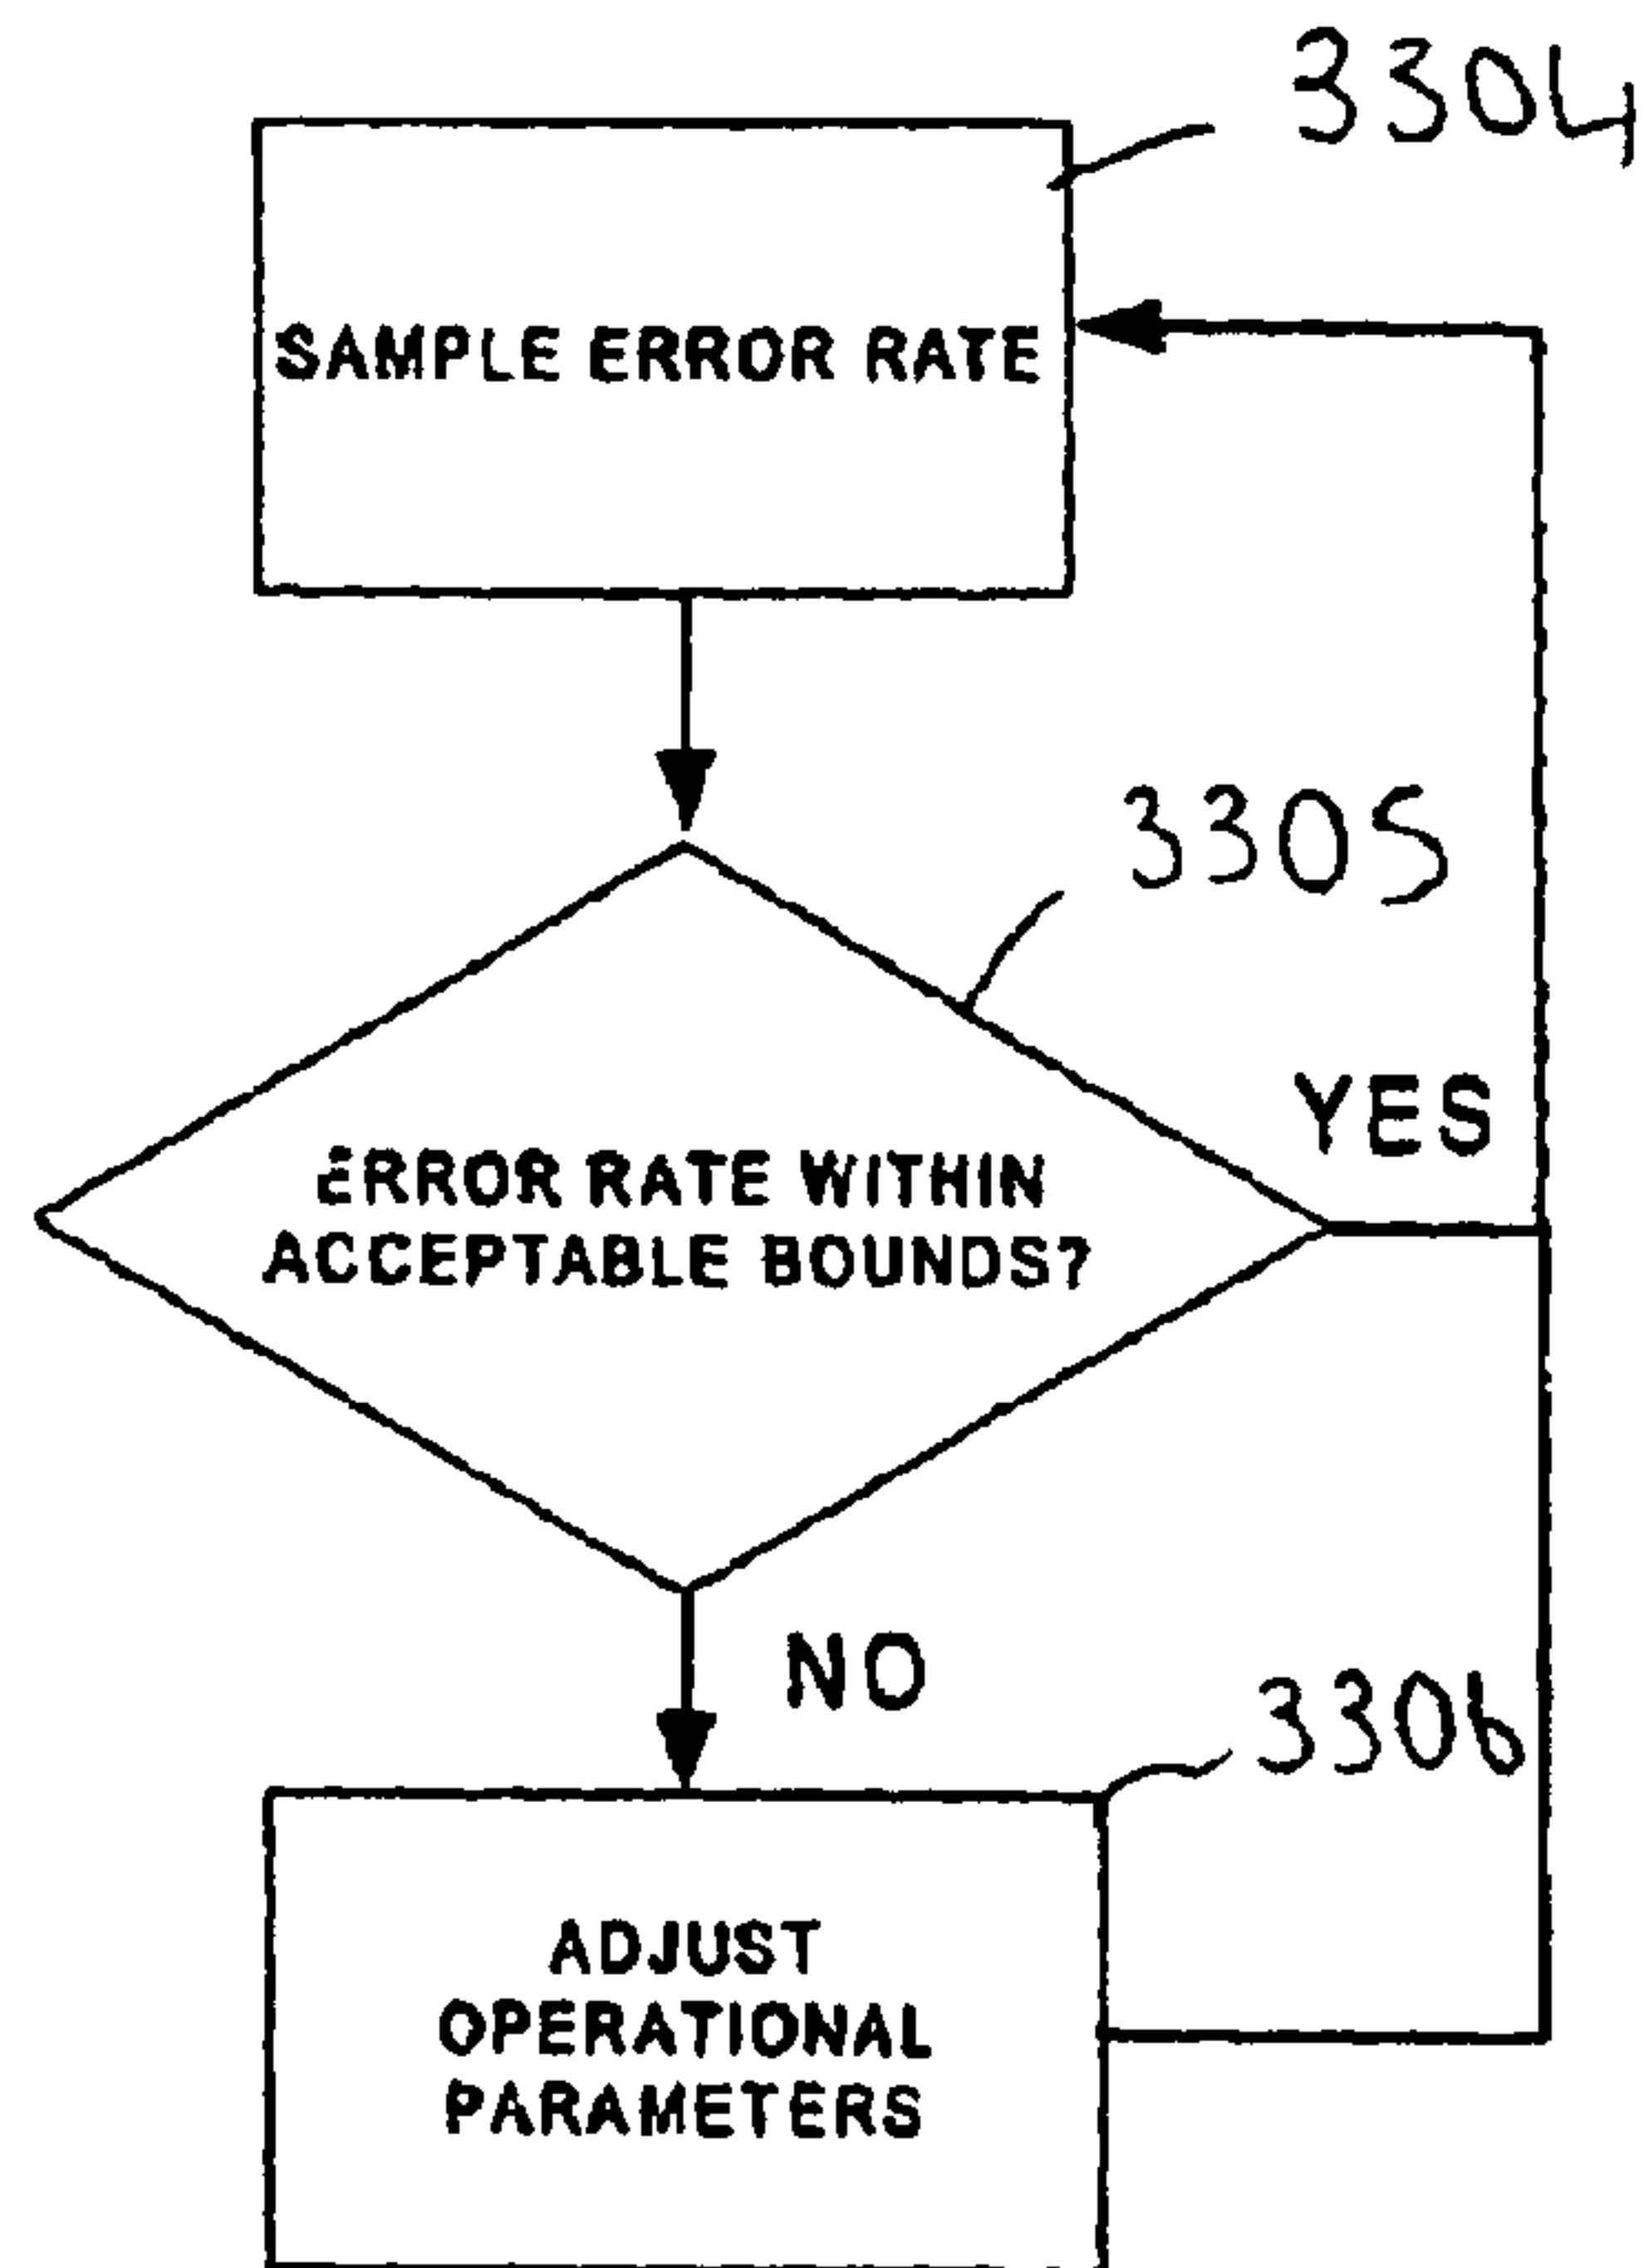 3304
SAMPLE ERROR RATE
3305
YES
ERROR RATE WITHIN
ACCEPTABLE BOUNDS?
NO
3306
ADJUST
OPERATIONAL
PARAMETERS